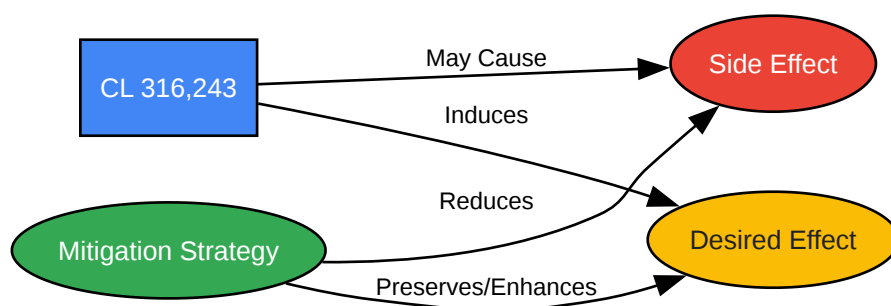 May Cause
Side Effect
CL 316,243
Induces
Reduces
Desired Effect
Mitigation Strategy
Preserves/Enhances